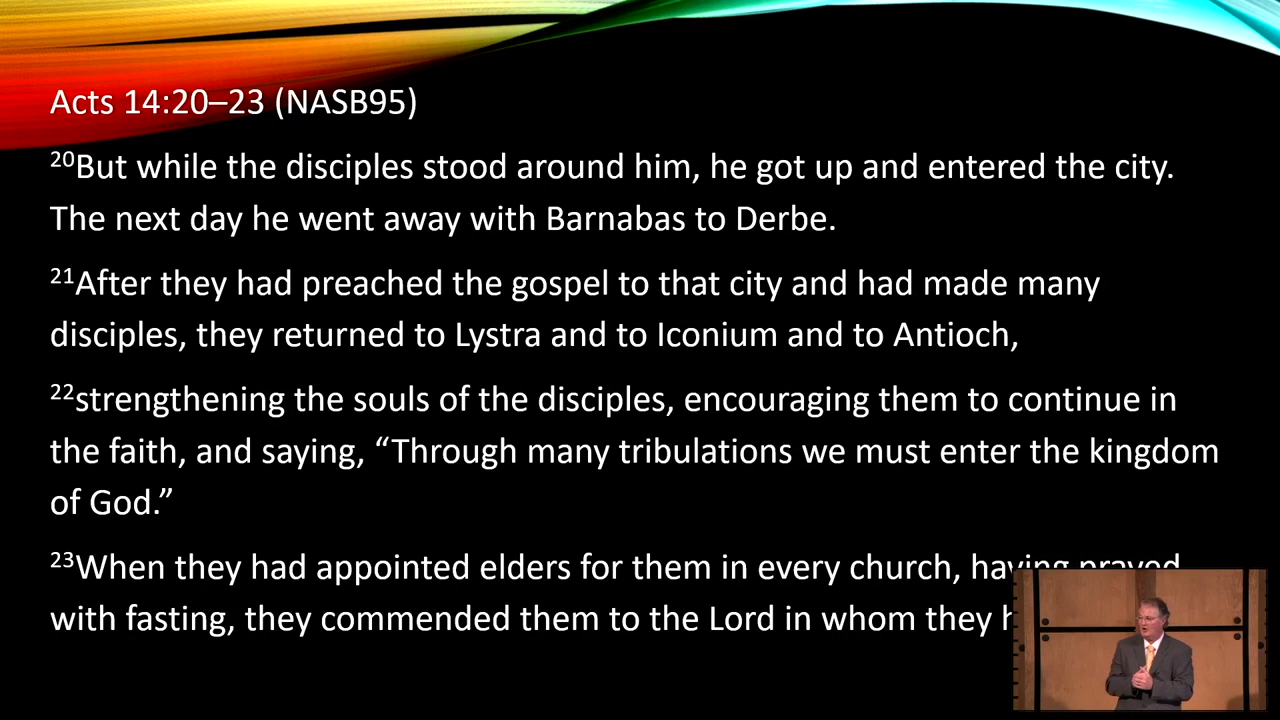 Acts 14:20–23 (NASB95)
20But while the disciples stood around him, he got up and entered the city.
The next day he went away with Barnabas to Derbe.
21After they had preached the gospel to that city and had made many
disciples, they returned to Lystra and to Iconium and to Antioch,
22strengthening the souls of the disciples, encouraging them to continue in
the faith, and saying, “Through many tribulations we must enter the kingdom
of God.”
23When they had appointed elders for them in every church, having prayed
with fasting, they commended them to the Lord in whom they